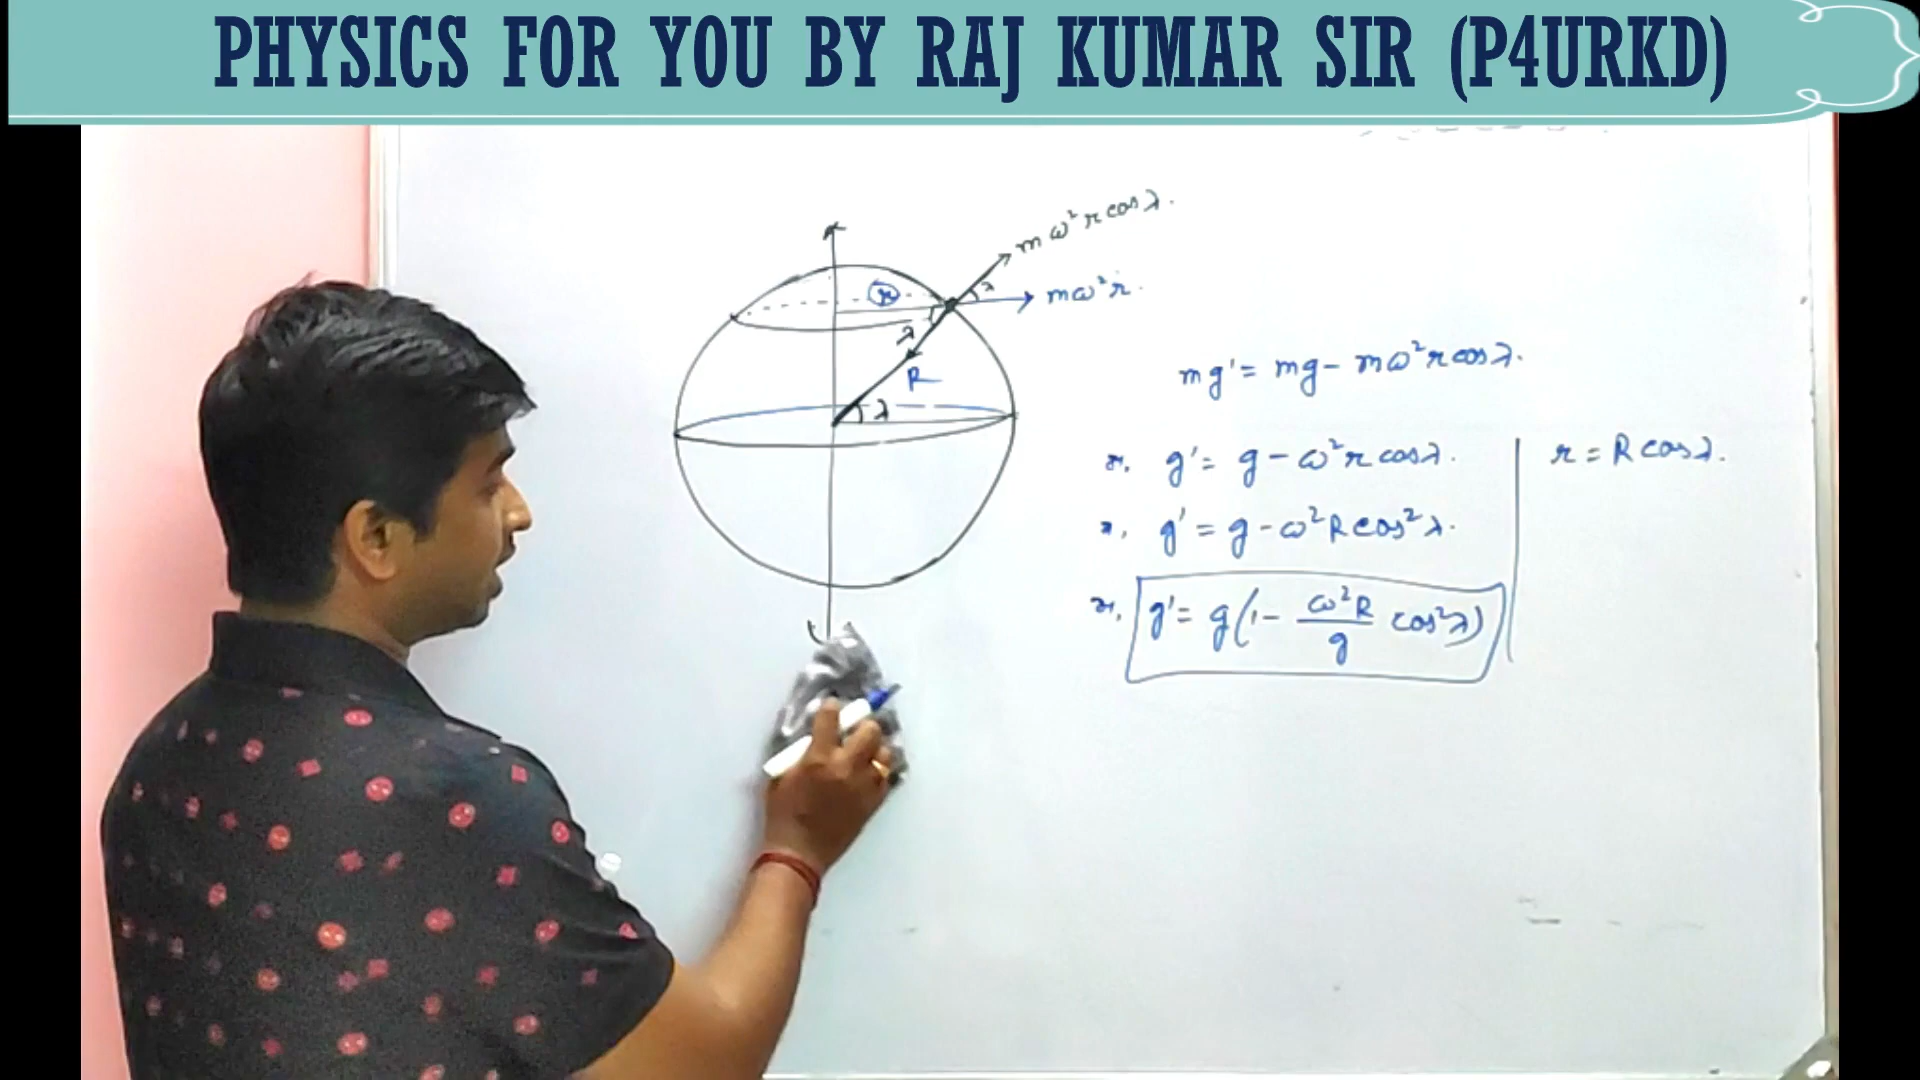 PHYSICS FOR YOU BY RAJ KUMAR SIR (P4URKD)
mω²r cosλ.
mω²r.
r
λ
λ
R
λ
mg' = mg - mω²r cosλ.
g' = g - ω²r cosλ.
r = R cosλ.
g' = g - ω²R cos²λ.
g' = g(1 - ω²R/g cos²λ)